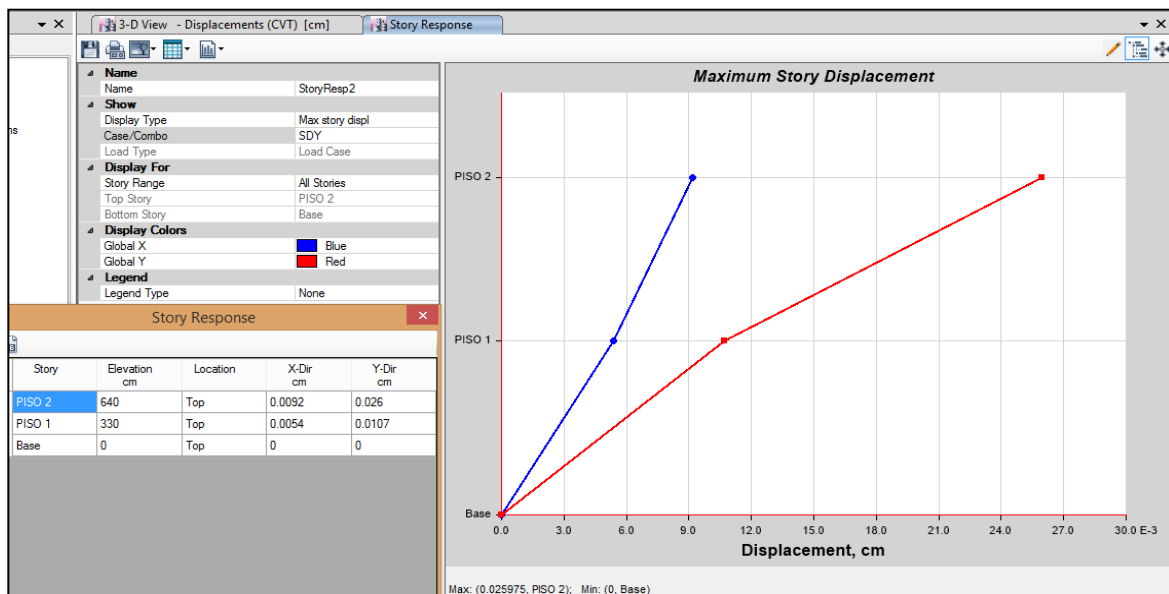 3-D View - Displacements (CVT) [cm]
Story Response
Name
Name StoryResp2
Show
Display Type Max story displ
Case/Combo SDY
Load Type Load Case
Display For
Story Range All Stories
Top Story PISO 2
Bottom Story Base
Display Colors
Global X Blue
Global Y Red
Legend
Legend Type None
Story Response
Story Elevation cm Location X-Dir cm Y-Dir cm
PISO 2 640 Top 0.0092 0.026
PISO 1 330 Top 0.0054 0.0107
Base 0 Top 0 0
Maximum Story Displacement
PISO 2
PISO 1
Base
0.0 3.0 6.0 9.0 12.0 15.0 18.0 21.0 24.0 27.0 30.0 E-3
Displacement, cm
Max: (0.025975, PISO 2); Min: (0, Base)